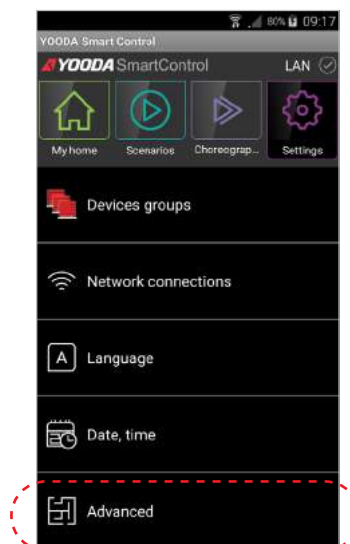 80% 09:17
YOODA Smart Control
YOODA SmartControl LAN
My home Scenarios Choreograp... Settings
Devices groups
Network connections
A Language
Date, time
Advanced